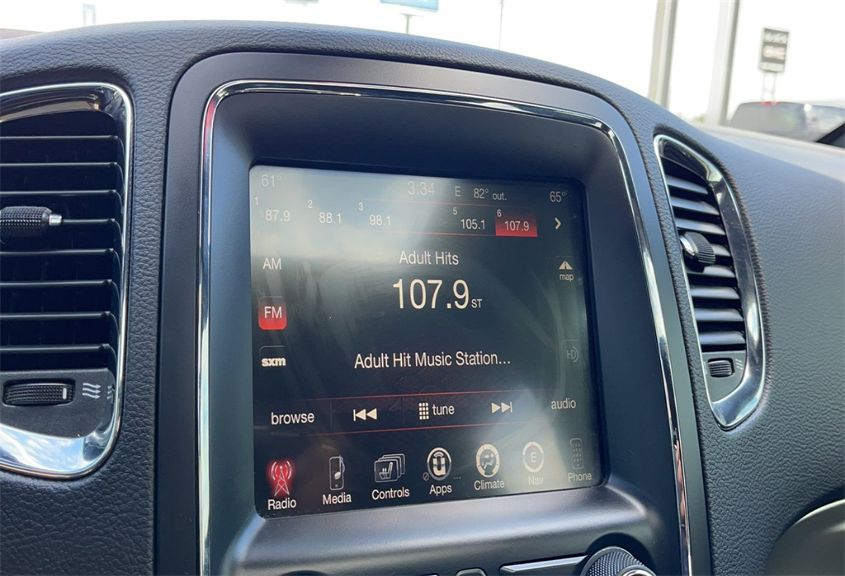 61° 3:34 E 82° out. 65°
1 87.9 2 88.1 3 98.1 5 105.1 6 107.9 >
Adult Hits
AM
map
107.9 ST
FM
HD
sxm
Adult Hit Music Station...
browse tune audio
Radio Media Controls Apps Climate Nav Phone
U
E